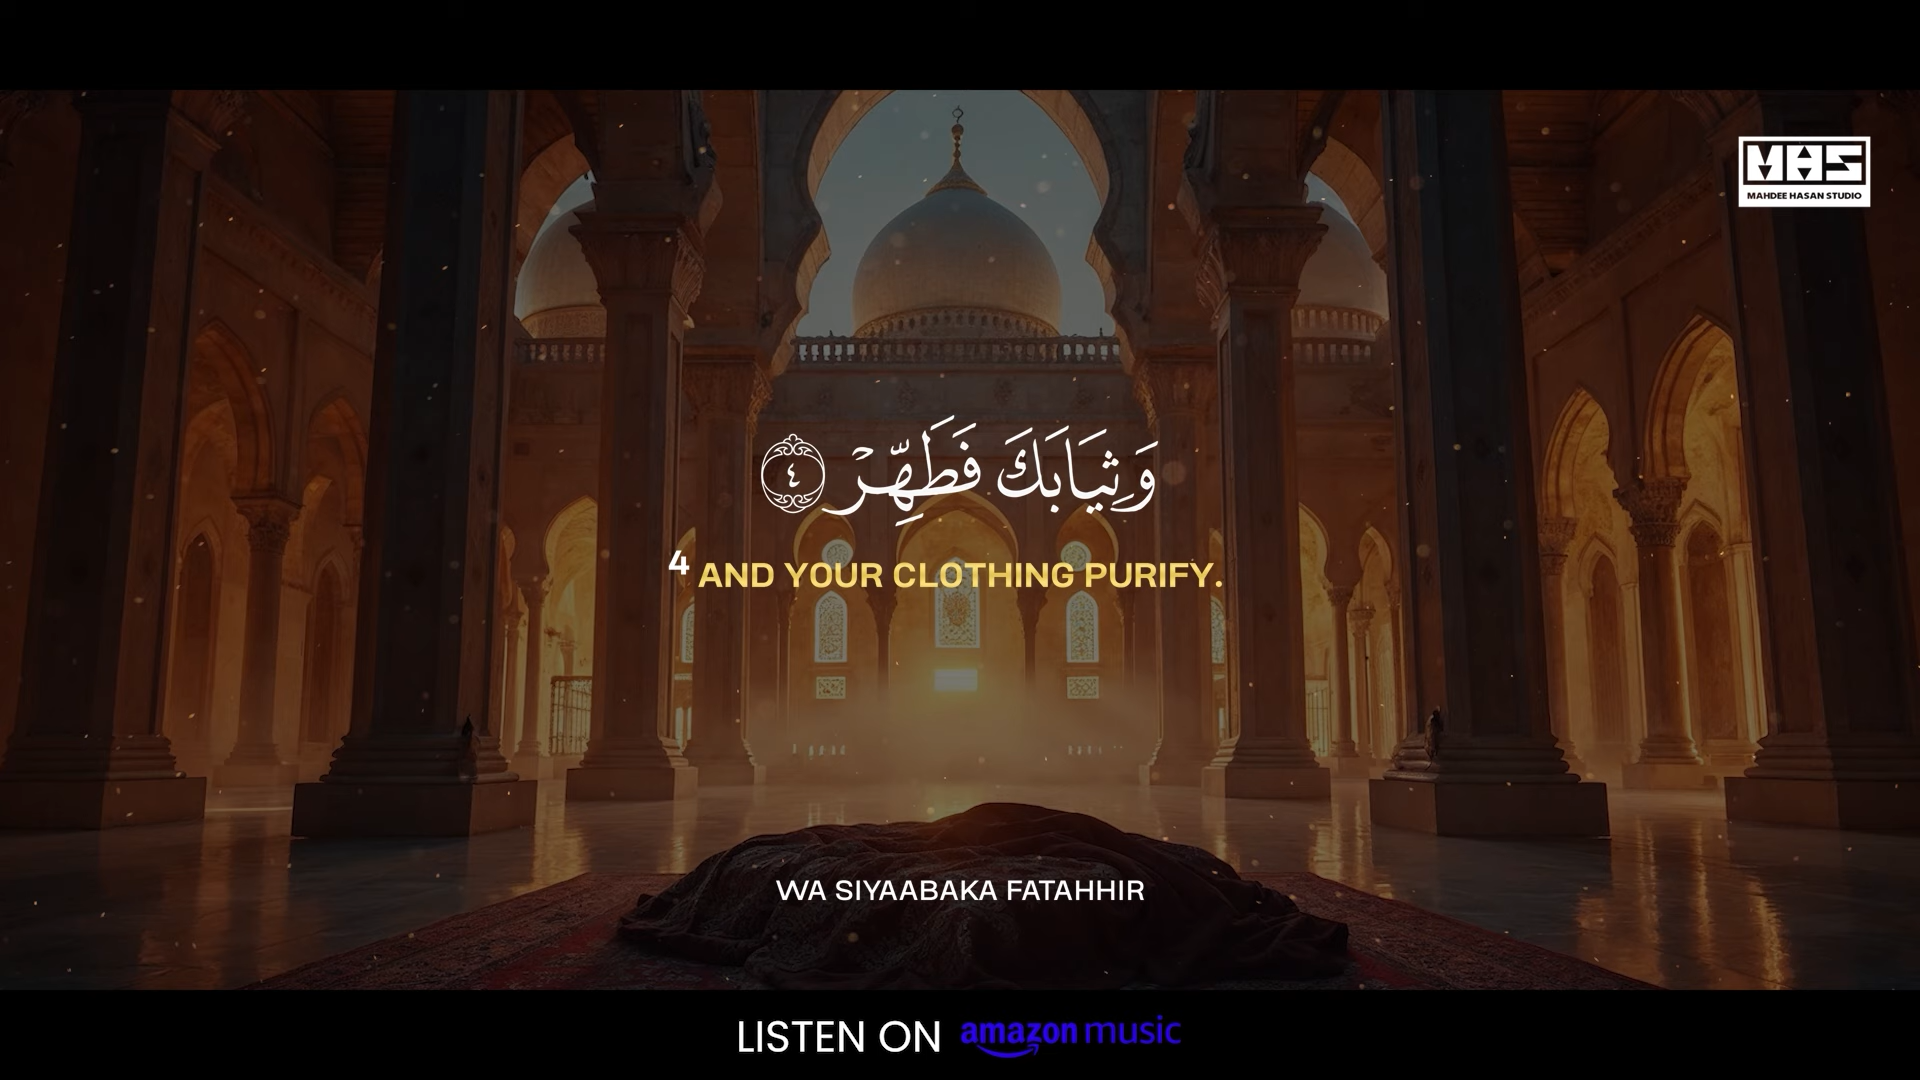 MHS
MAHDEE HASAN STUDIO
وَثِيَابَكَ فَطَهِّرْ ٤
4 AND YOUR CLOTHING PURIFY.
WA SIYAABAKA FATAHHIR
LISTEN ON amazon music